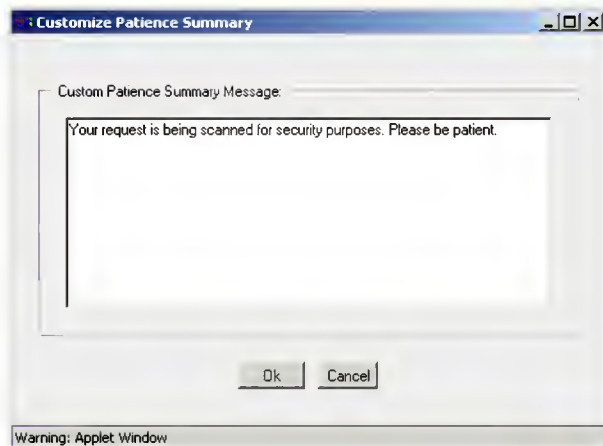 Customize Patience Summary
Custom Patience Summary Message:
Your request is being scanned for security purposes. Please be patient.
Ok Cancel
Warning: Applet Window